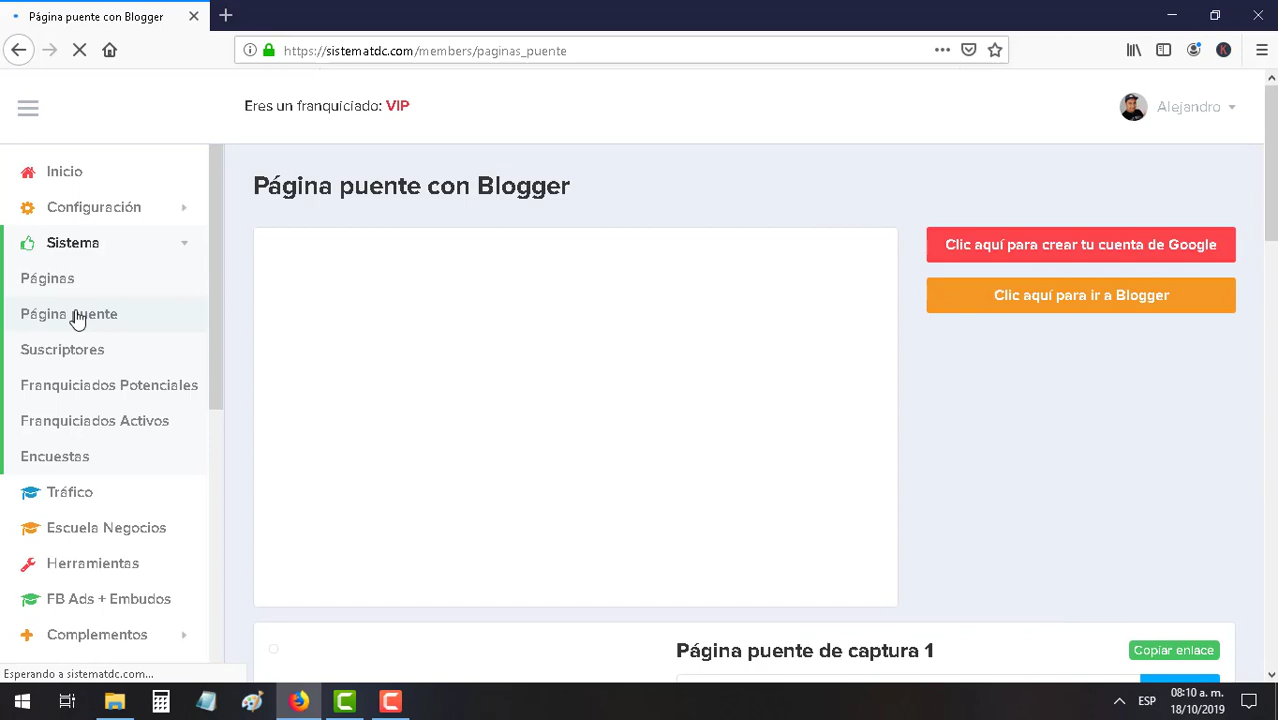 Página puente con Blogger
https://sistematdc.com/members/paginas_puente
K
Eres un franquiciado: VIP
Alejandro
Inicio
Configuración
Sistema
Páginas
Página puente
Suscriptores
Franquiciados Potenciales
Franquiciados Activos
Encuestas
Tráfico
Escuela Negocios
Herramientas
FB Ads + Embudos
Complementos
Página puente con Blogger
Clic aquí para crear tu cuenta de Google
Clic aquí para ir a Blogger
Página puente de captura 1
Copiar enlace
Esperando a sistematdc.com...
ESP
08:10 a. m.
18/10/2019